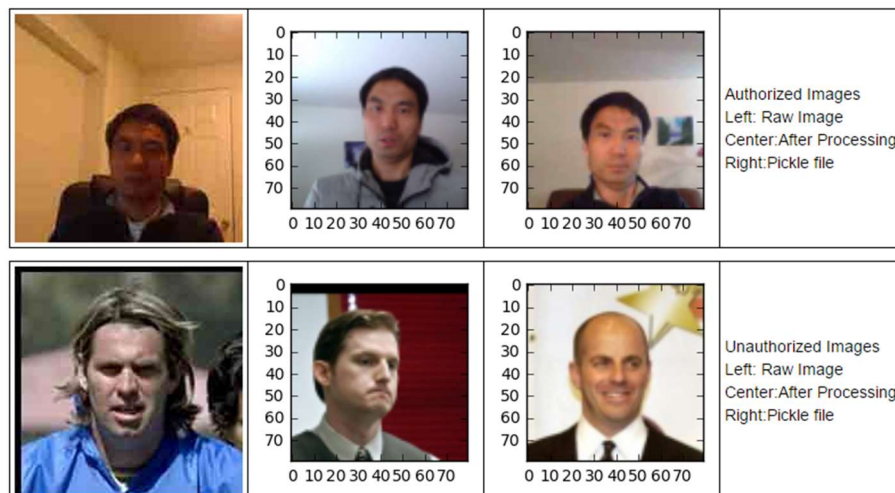 0
10
20
30
40
50
60
70
0 10 20 30 40 50 60 70
0
10
20
30
40
50
60
70
0 10 20 30 40 50 60 70
Authorized Images
Left: Raw Image
Center:After Processing
Right:Pickle file
0
10
20
30
40
50
60
70
0 10 20 30 40 50 60 70
0
10
20
30
40
50
60
70
0 10 20 30 40 50 60 70
Unauthorized Images
Left: Raw Image
Center:After Processing
Right:Pickle file